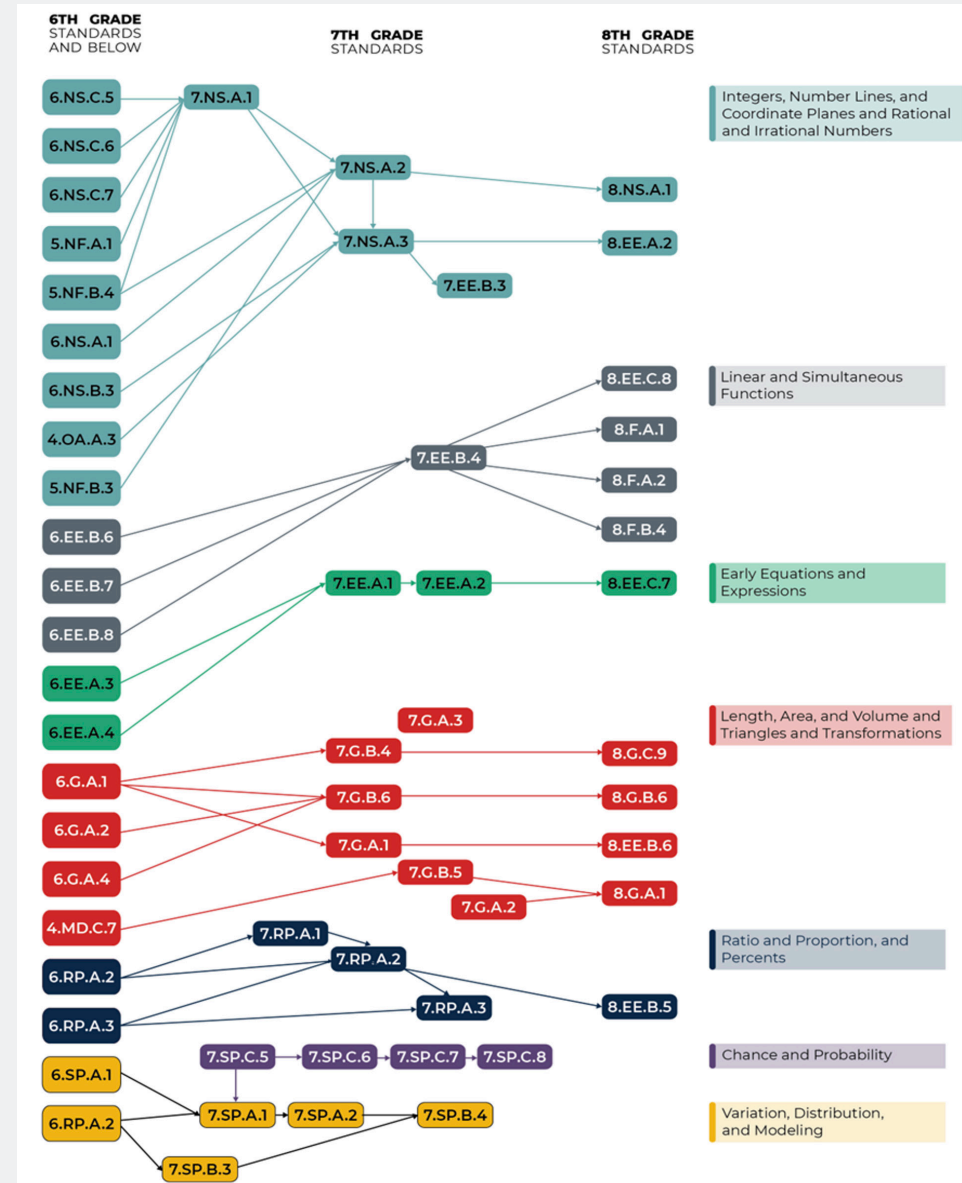 6TH GRADE
STANDARDS
AND BELOW
7TH GRADE
STANDARDS
8TH GRADE
STANDARDS
6.NS.C.5
7.NS.A.1
Integers, Number Lines, and
Coordinate Planes and Rational
and Irrational Numbers
6.NS.C.6
7.NS.A.2
6.NS.C.7
8.NS.A.1
5.NF.A.1
7.NS.A.3
8.EE.A.2
5.NF.B.4
7.EE.B.3
6.NS.A.1
6.NS.B.3
8.EE.C.8
Linear and Simultaneous
Functions
4.OA.A.3
8.F.A.1
7.EE.B.4
5.NF.B.3
8.F.A.2
6.EE.B.6
8.F.B.4
6.EE.B.7
7.EE.A.1
7.EE.A.2
8.EE.C.7
Early Equations and
Expressions
6.EE.B.8
6.EE.A.3
6.EE.A.4
7.G.A.3
Length, Area, and Volume and
Triangles and Transformations
6.G.A.1
7.G.B.4
8.G.C.9
7.G.B.6
8.G.B.6
6.G.A.2
7.G.A.1
8.EE.B.6
6.G.A.4
7.G.B.5
8.G.A.1
7.G.A.2
4.MD.C.7
7.RP.A.1
Ratio and Proportion, and
Percents
7.RP.A.2
6.RP.A.2
7.RP.A.3
8.EE.B.5
6.RP.A.3
7.SP.C.5
7.SP.C.6
7.SP.C.7
7.SP.C.8
Chance and Probability
6.SP.A.1
6.RP.A.2
7.SP.A.1
7.SP.A.2
7.SP.B.4
Variation, Distribution,
and Modeling
7.SP.B.3